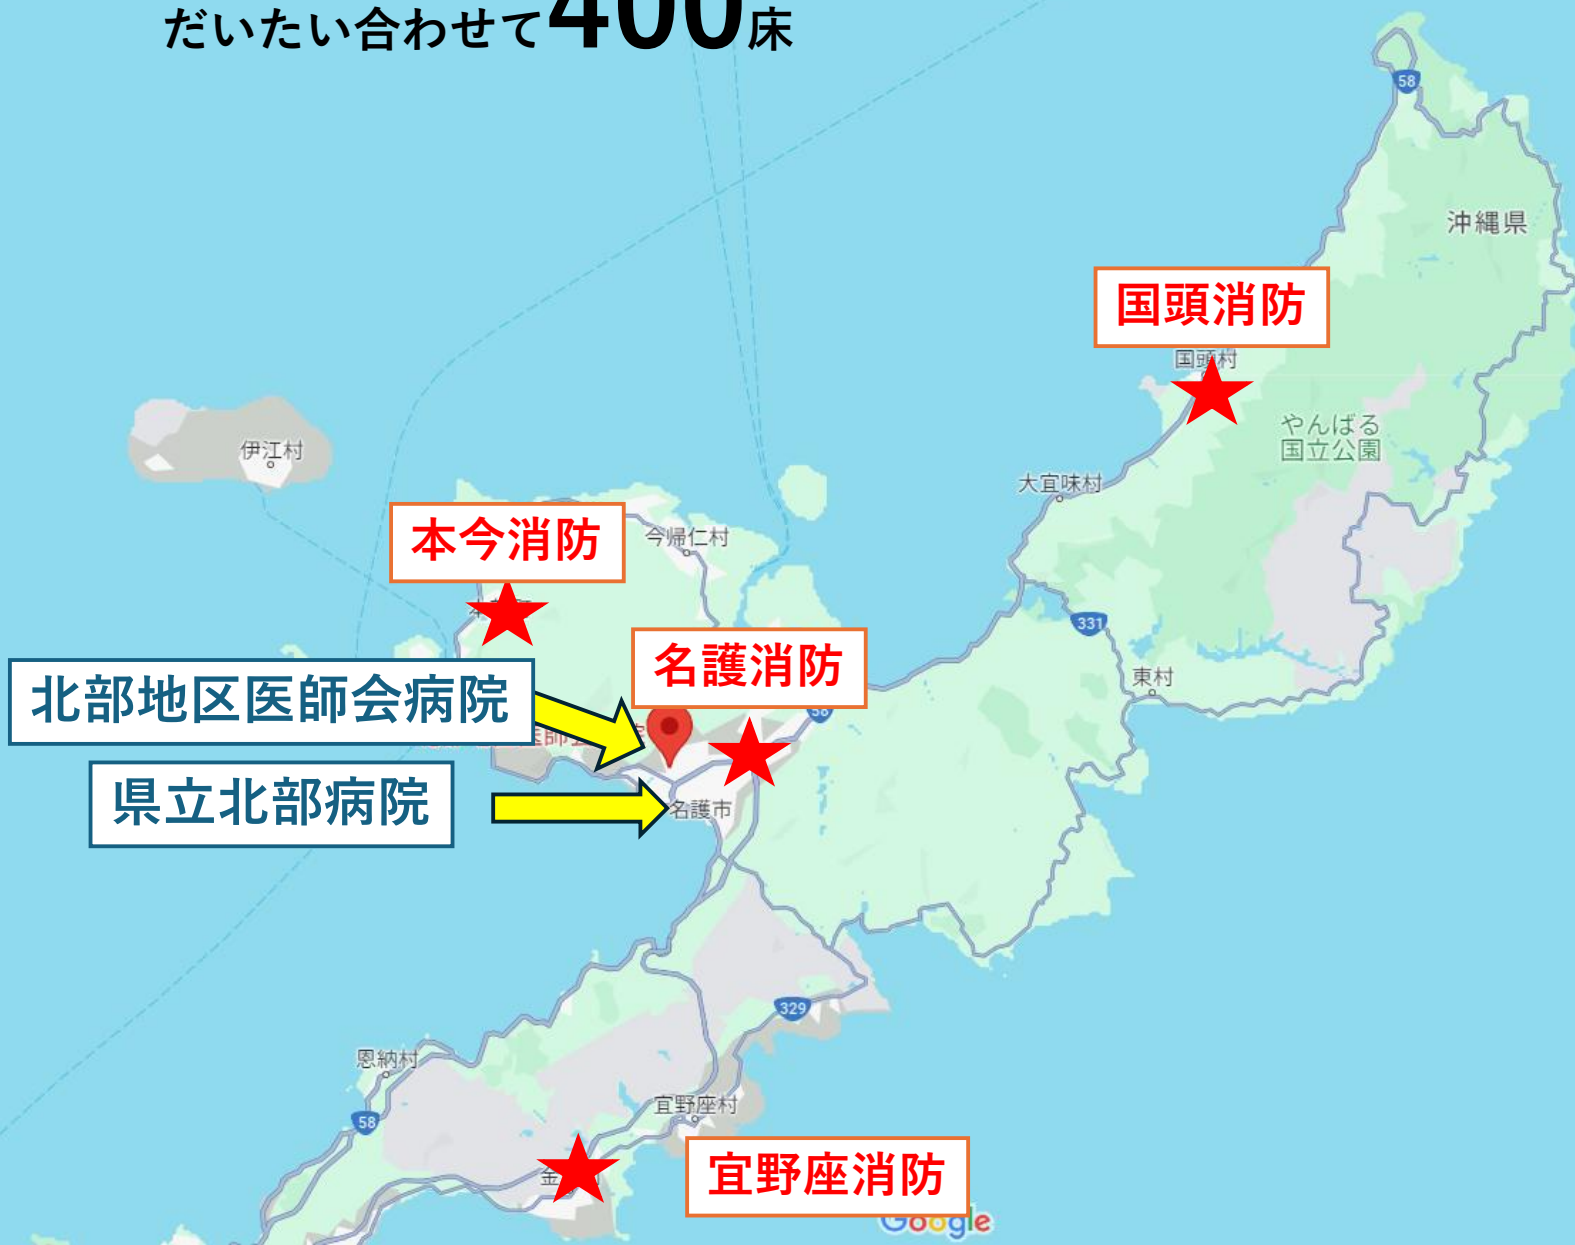 だいたい合わせて400床
58
沖縄県
国頭消防
国頭村
やんばる
国立公園
伊江村
大宜味村
本今消防
今帰仁村
331
名護消防
東村
北部地区医師会病院
58
県立北部病院
名護市
329
恩納村
58
宜野座村
宜野座消防
Google